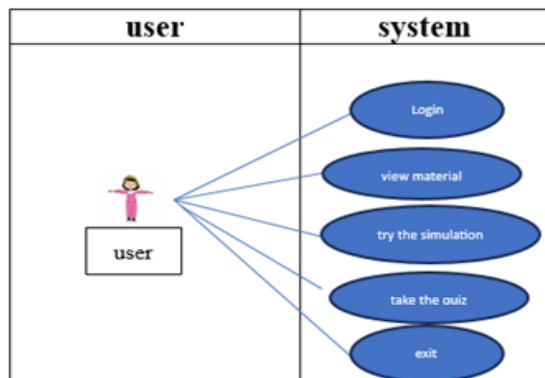 user
system
Login
view material
try the simulation
user
take the quiz
exit